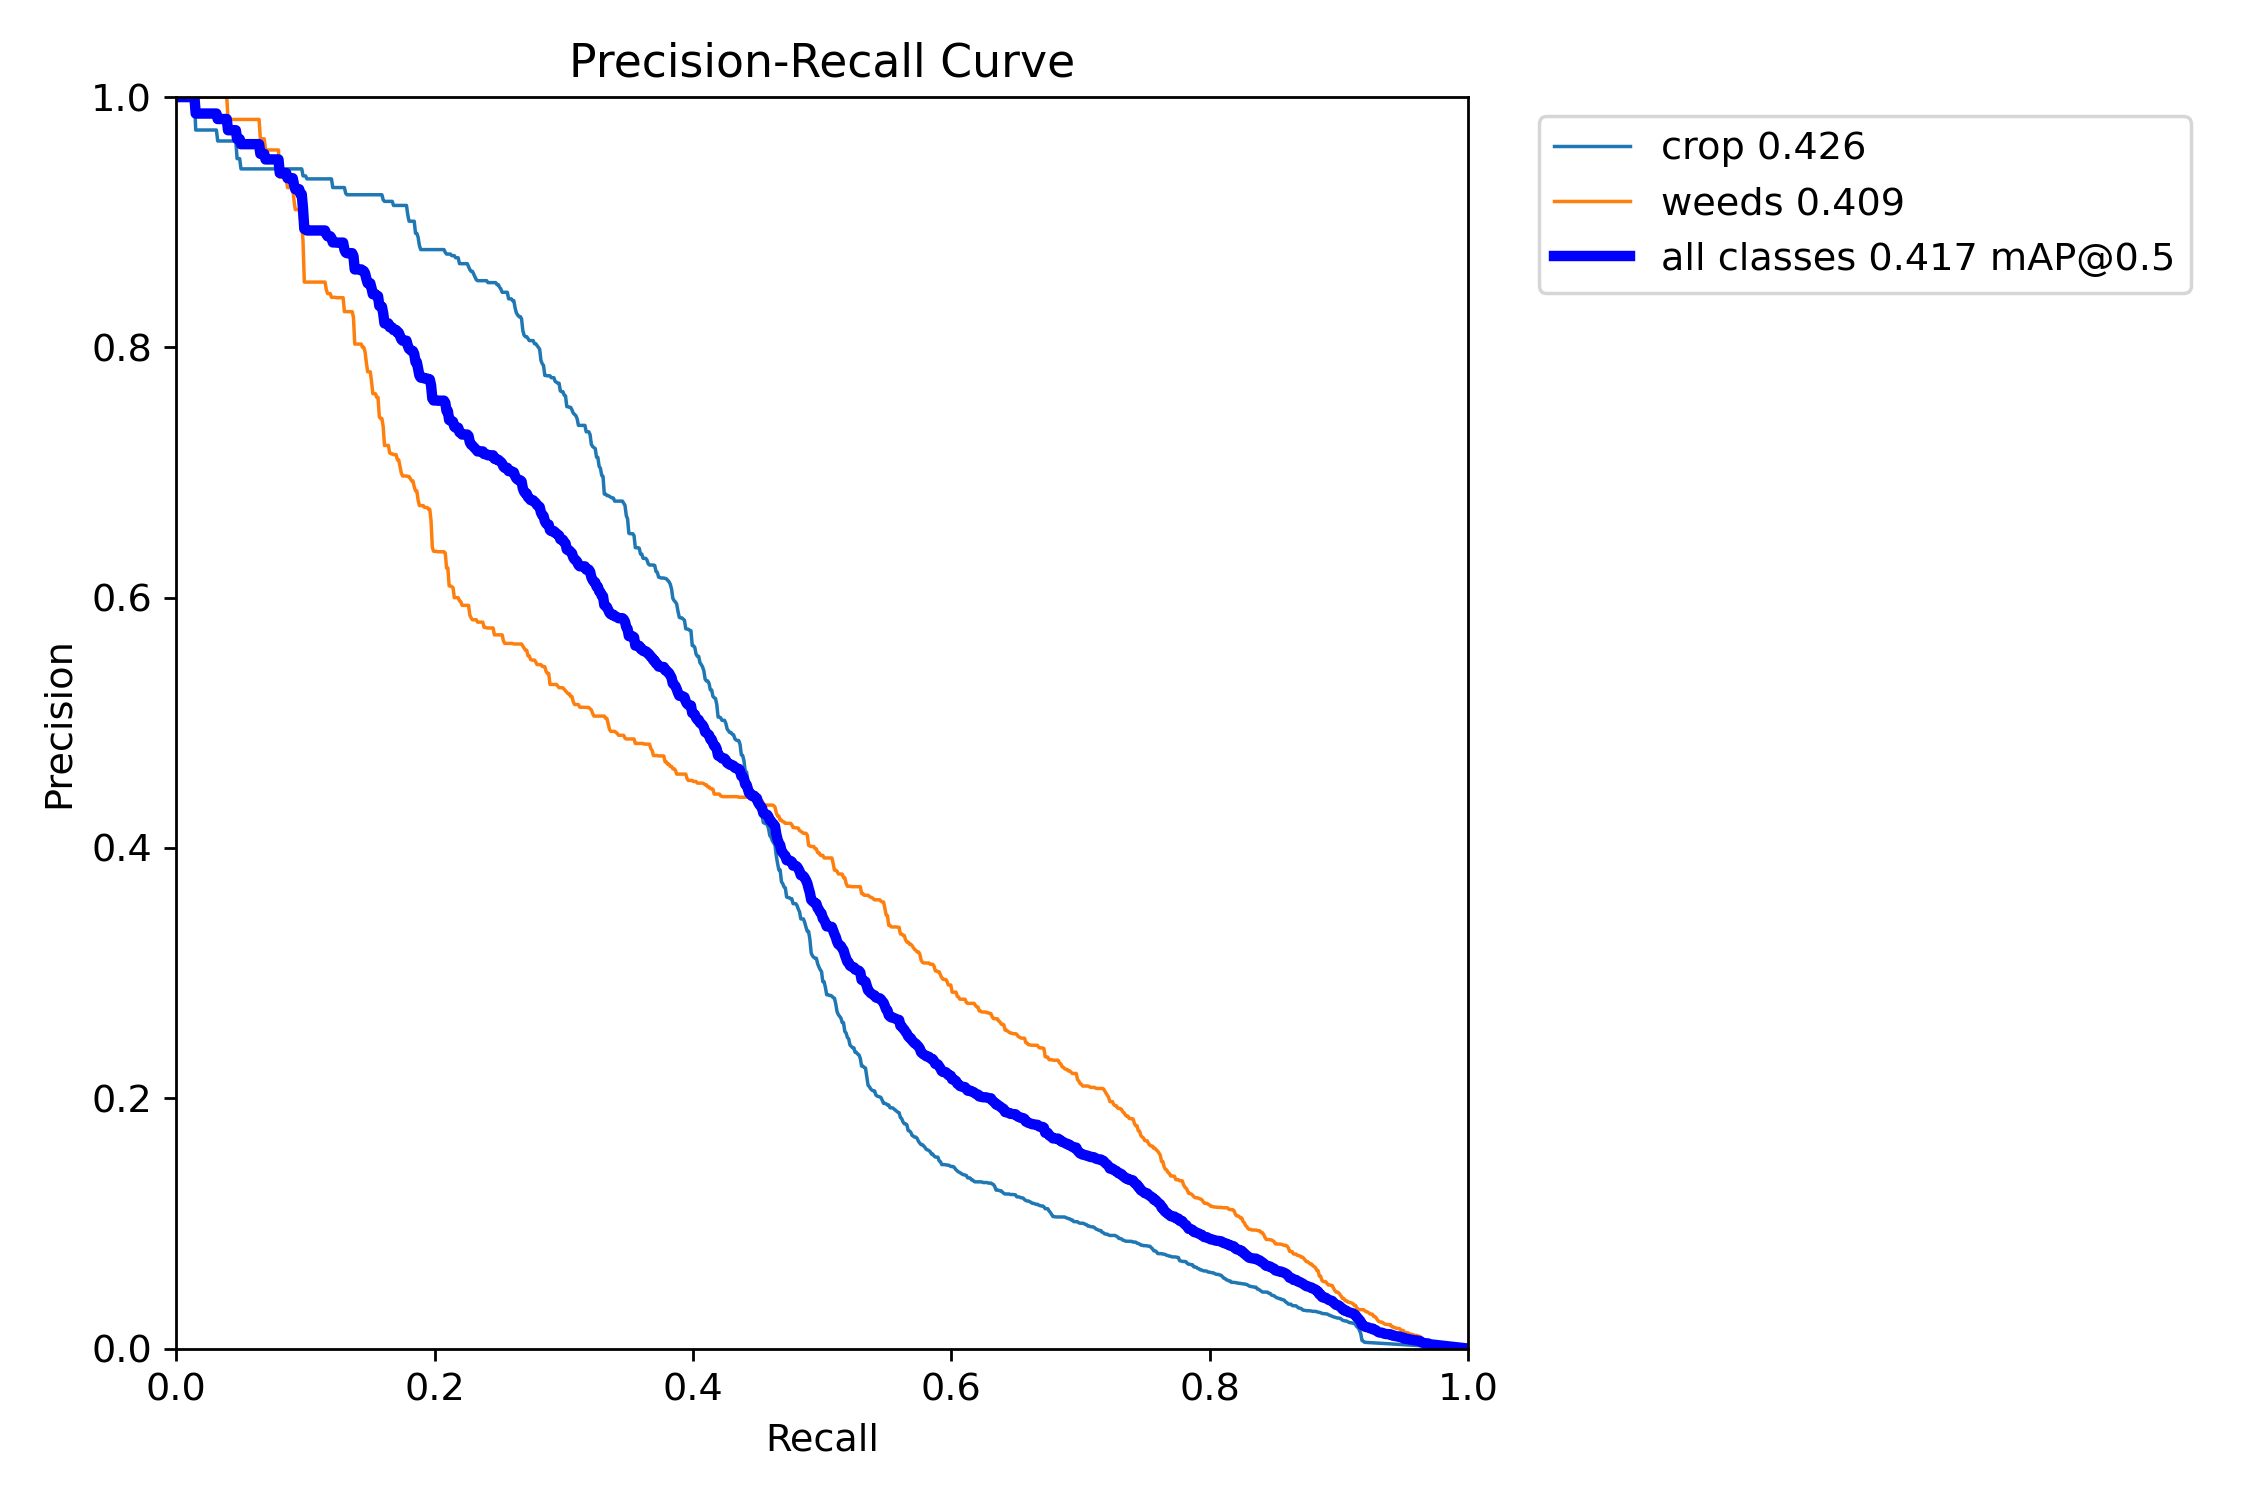 Precision-Recall Curve
crop 0.426
weeds 0.409
all classes 0.417 mAP@0.5
Precision
1.0
0.8
0.6
0.4
0.2
0.0
0.0 0.2 0.4 0.6 0.8 1.0
Recall